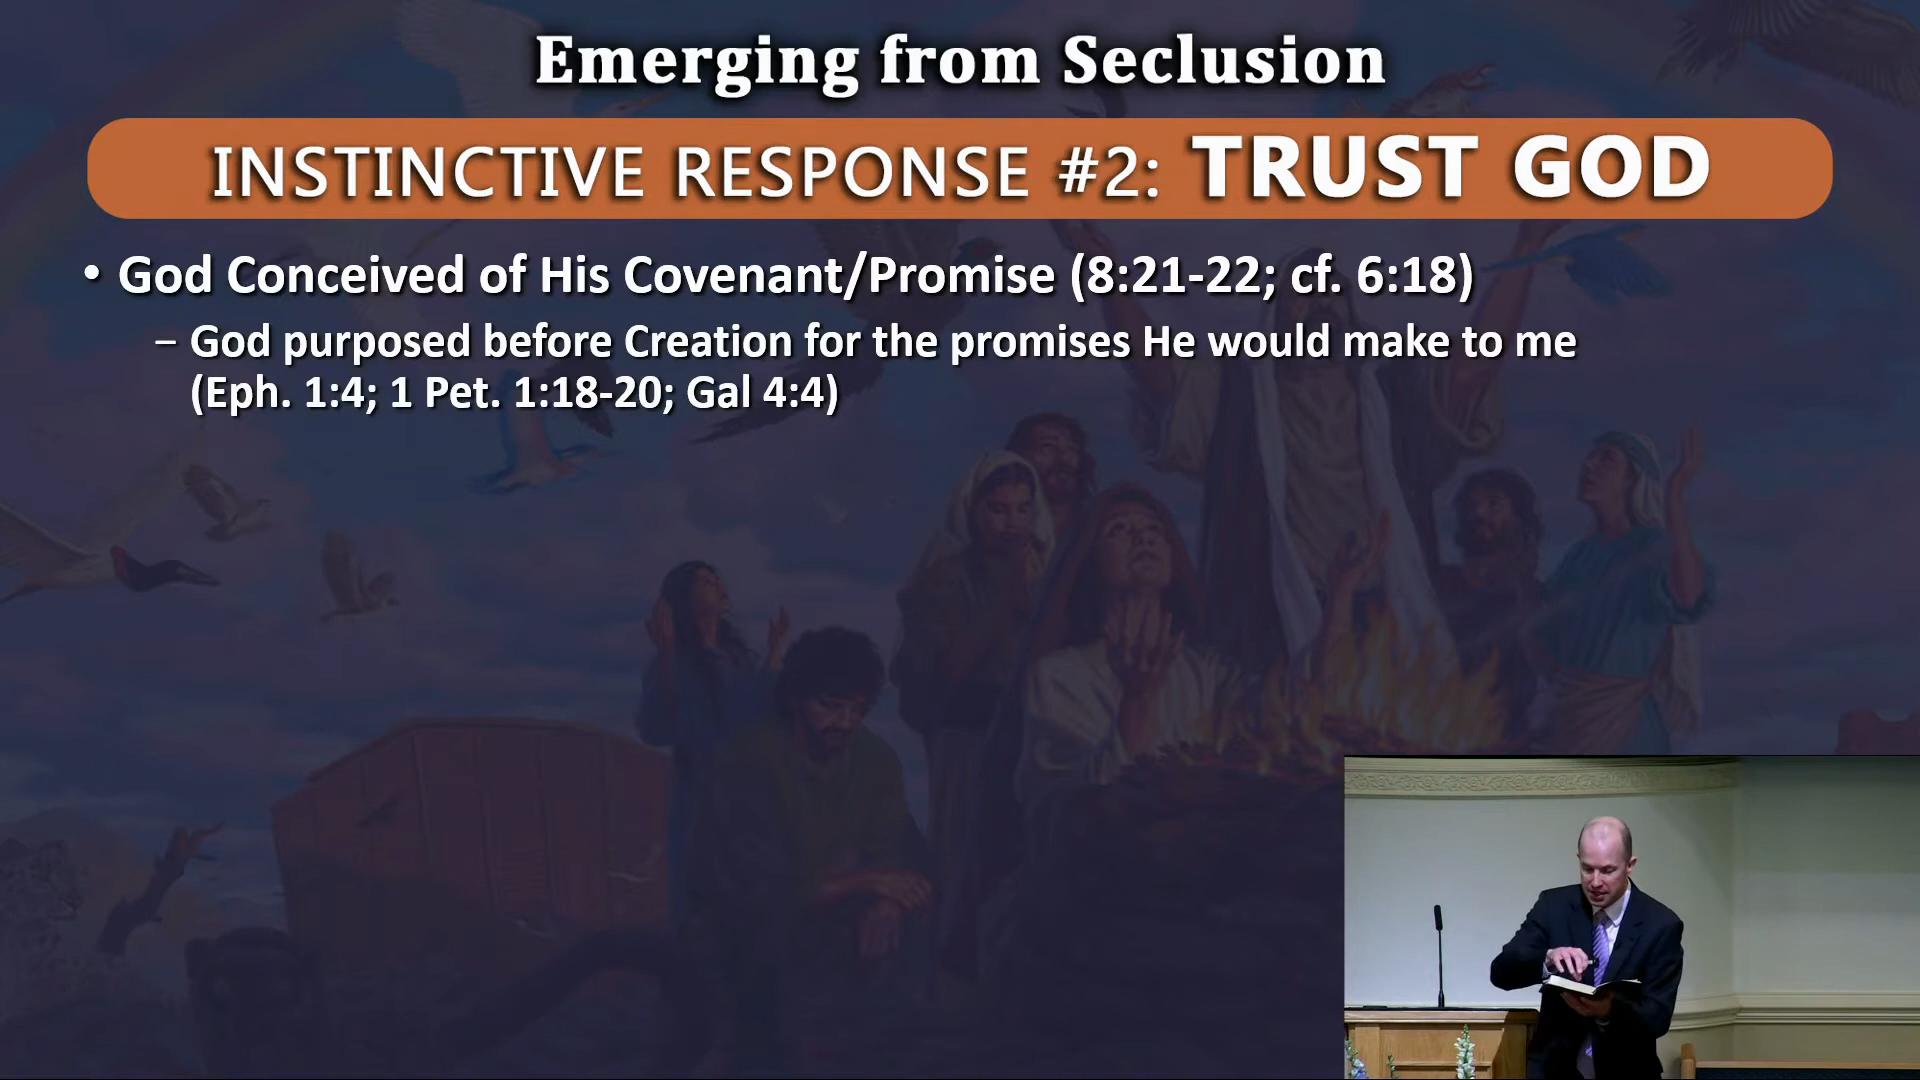 Emerging from Seclusion
INSTINCTIVE RESPONSE #2: TRUST GOD
• God Conceived of His Covenant/Promise (8:21-22; cf. 6:18)
– God purposed before Creation for the promises He would make to me
(Eph. 1:4; 1 Pet. 1:18-20; Gal 4:4)